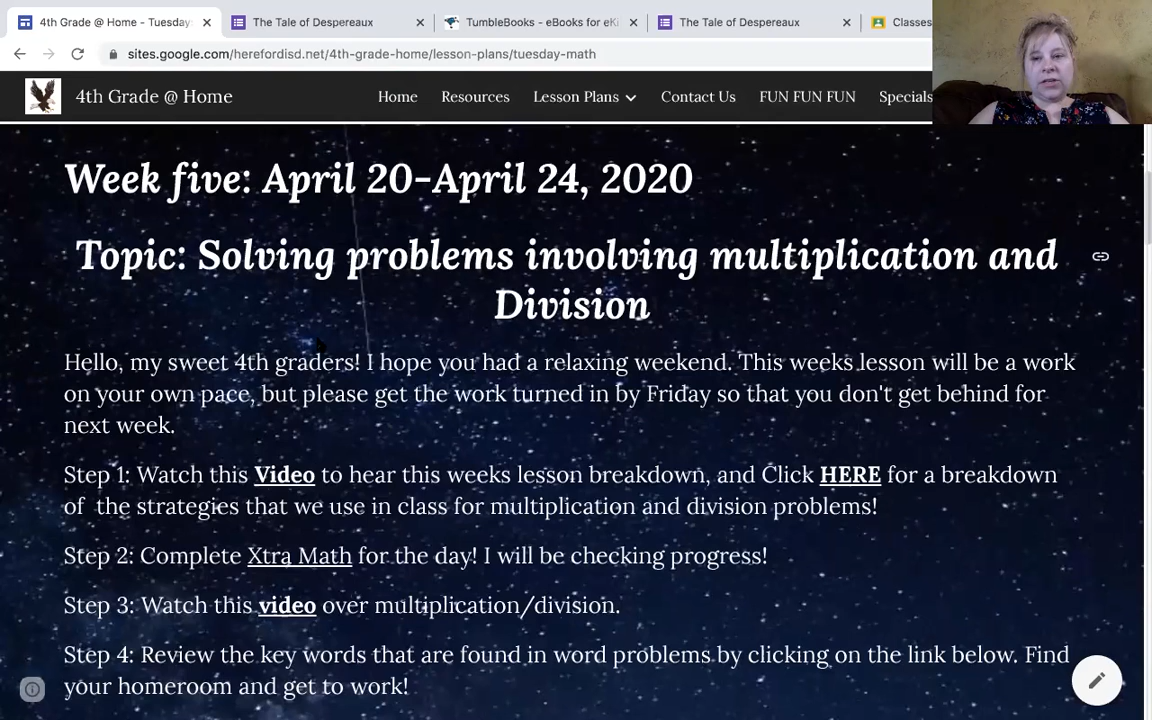 4th Grade @ Home - Tuesday
The Tale of Despereaux
TumbleBooks - eBooks for eKi
The Tale of Despereaux
Classes
sites.google.com/herefordisd.net/4th-grade-home/lesson-plans/tuesday-math
4th Grade @ Home
Home Resources Lesson Plans Contact Us FUN FUN FUN Specials
Week five: April 20-April 24, 2020
Topic: Solving problems involving multiplication and
Division
Hello, my sweet 4th graders! I hope you had a relaxing weekend. This weeks lesson will be a work
on your own pace, but please get the work turned in by Friday so that you don't get behind for
next week.
Step 1: Watch this Video to hear this weeks lesson breakdown, and Click HERE for a breakdown
of the strategies that we use in class for multiplication and division problems!
Step 2: Complete Xtra Math for the day! I will be checking progress!
Step 3: Watch this video over multiplication/division.
Step 4: Review the key words that are found in word problems by clicking on the link below. Find
your homeroom and get to work!